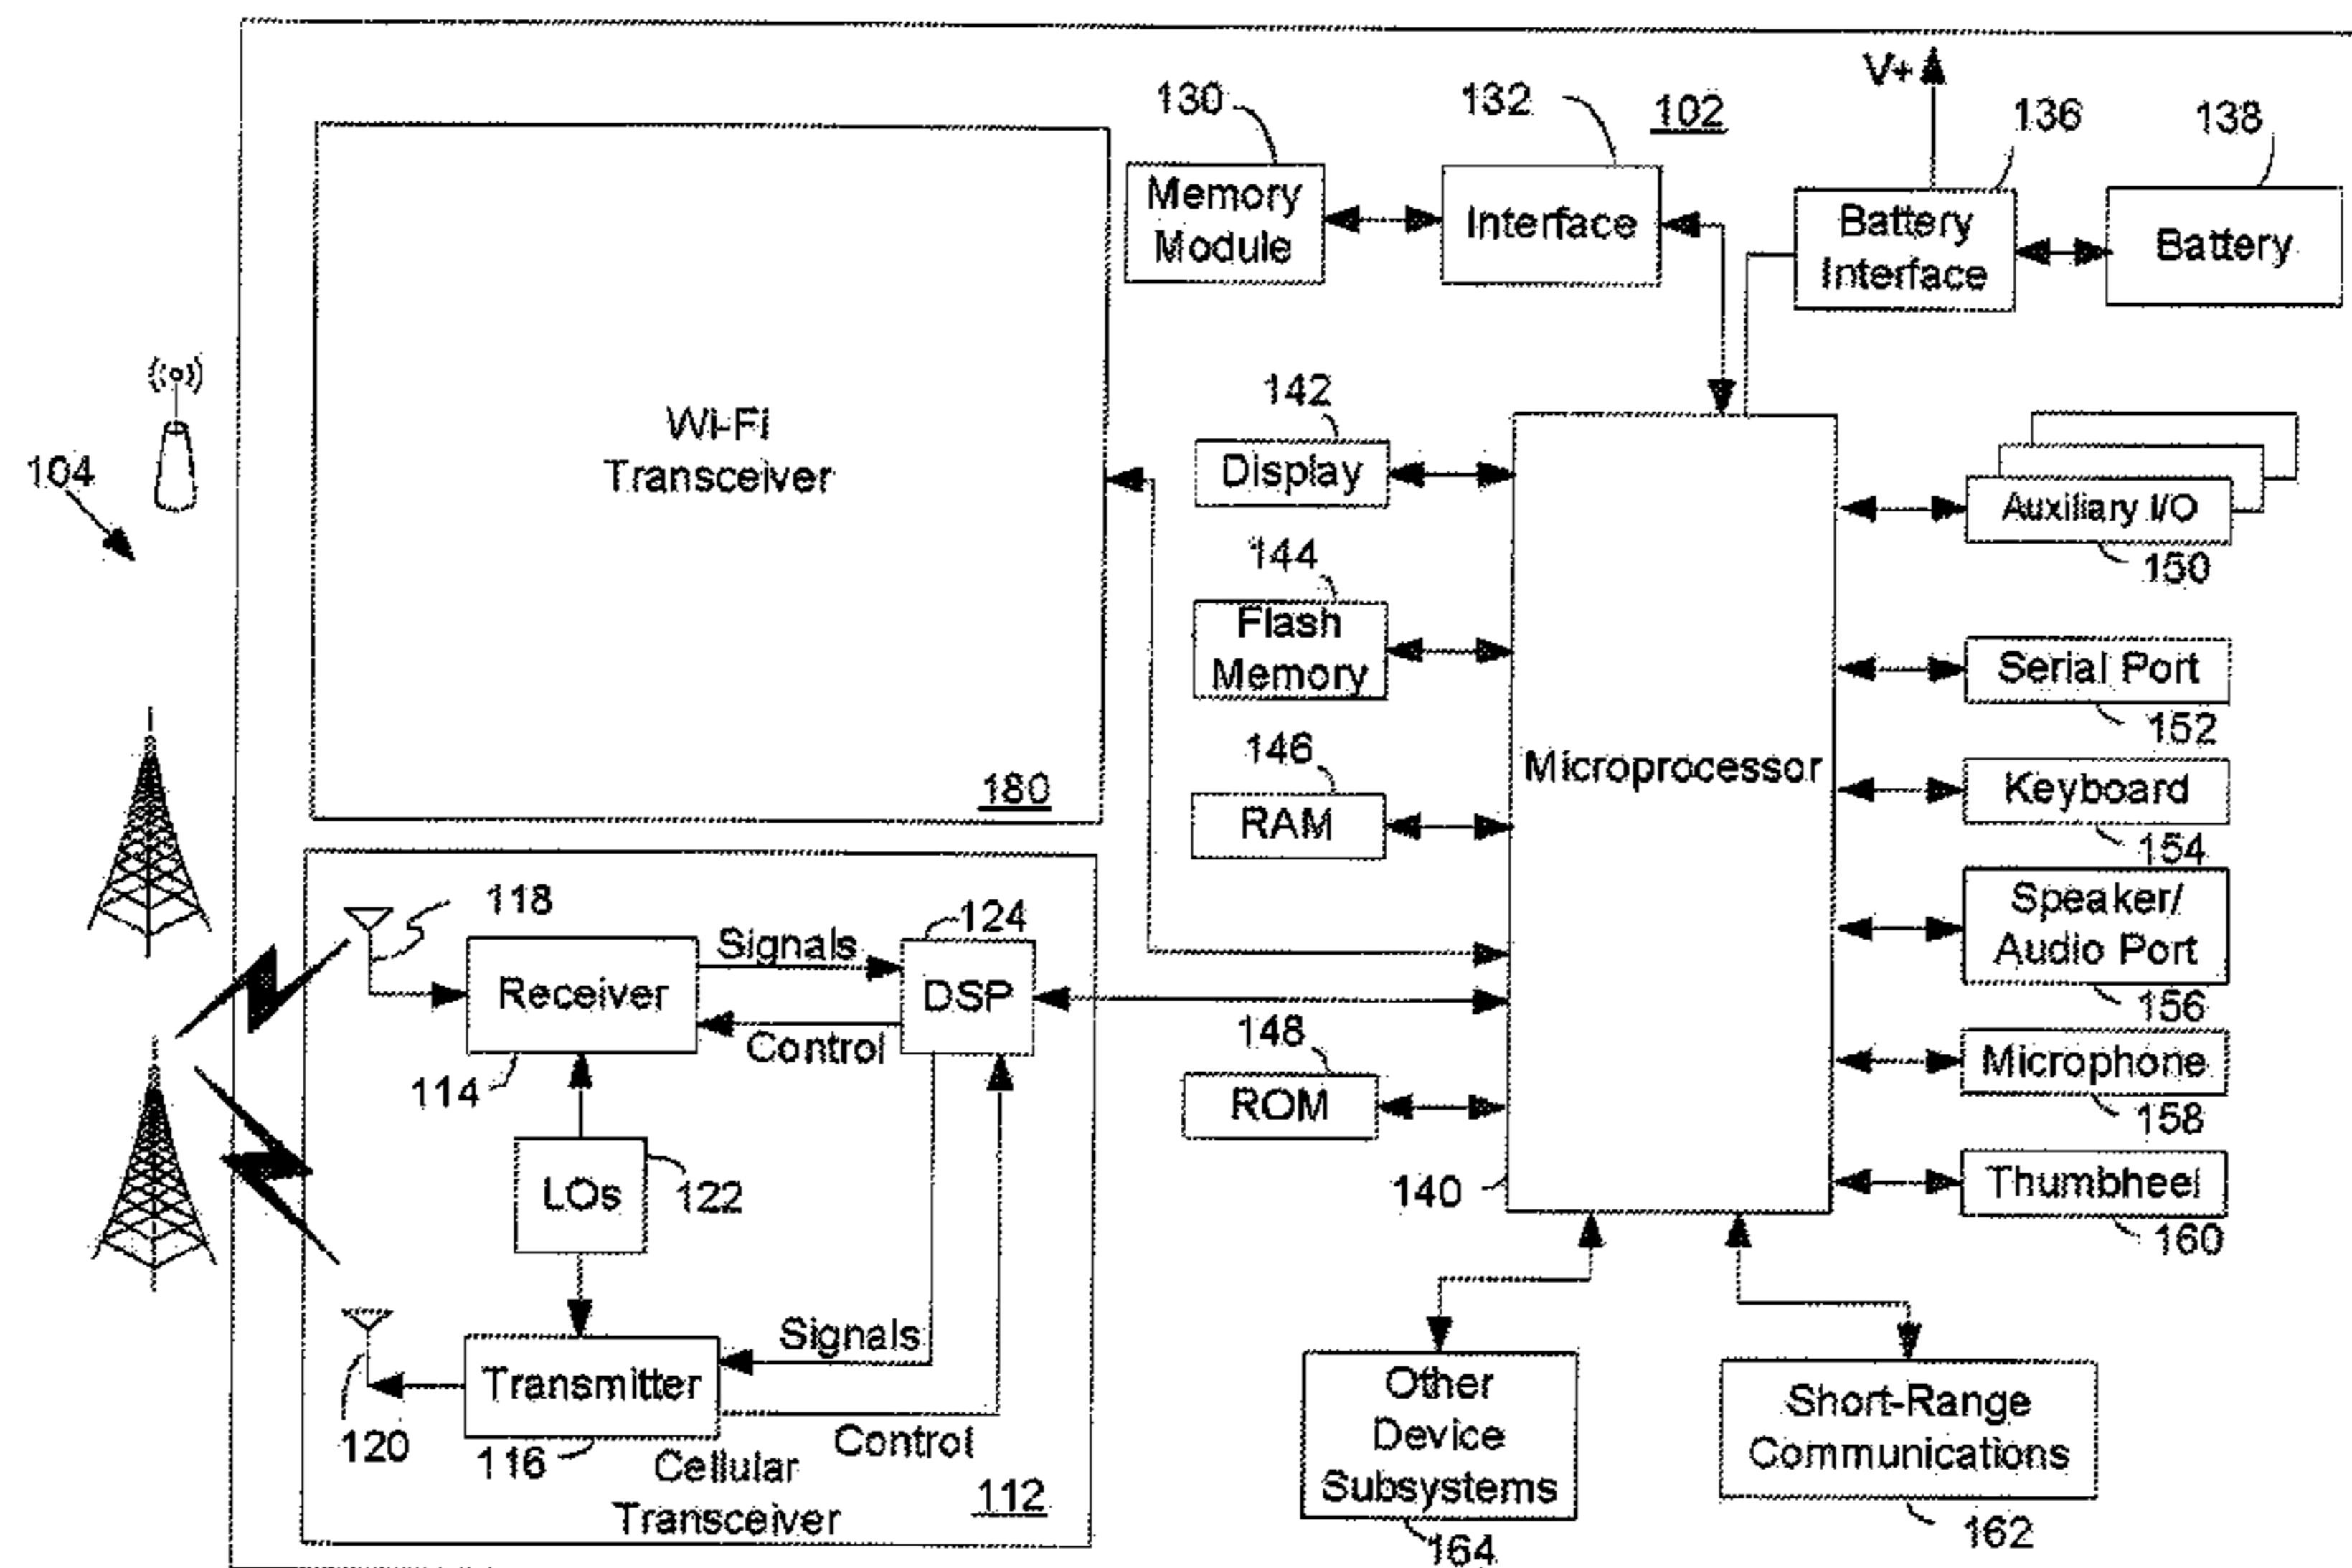 V+
130
132
102
136
138
Memory
Module
Interface
Battery
Interface
Battery
104
Wi-Fi
Transceiver
180
142
Display
144
Flash
Memory
146
RAM
148
ROM
Microprocessor
140
Auxiliary I/O
150
Serial Port
152
Keyboard
154
Speaker/
Audio Port
156
Microphone
158
Thumbheel
160
118
Receiver
114
Signals
Control
124
DSP
LOs
122
120
Transmitter
116
Signals
Control
Cellular
Transceiver
112
Other
Device
Subsystems
164
Short-Range
Communications
162